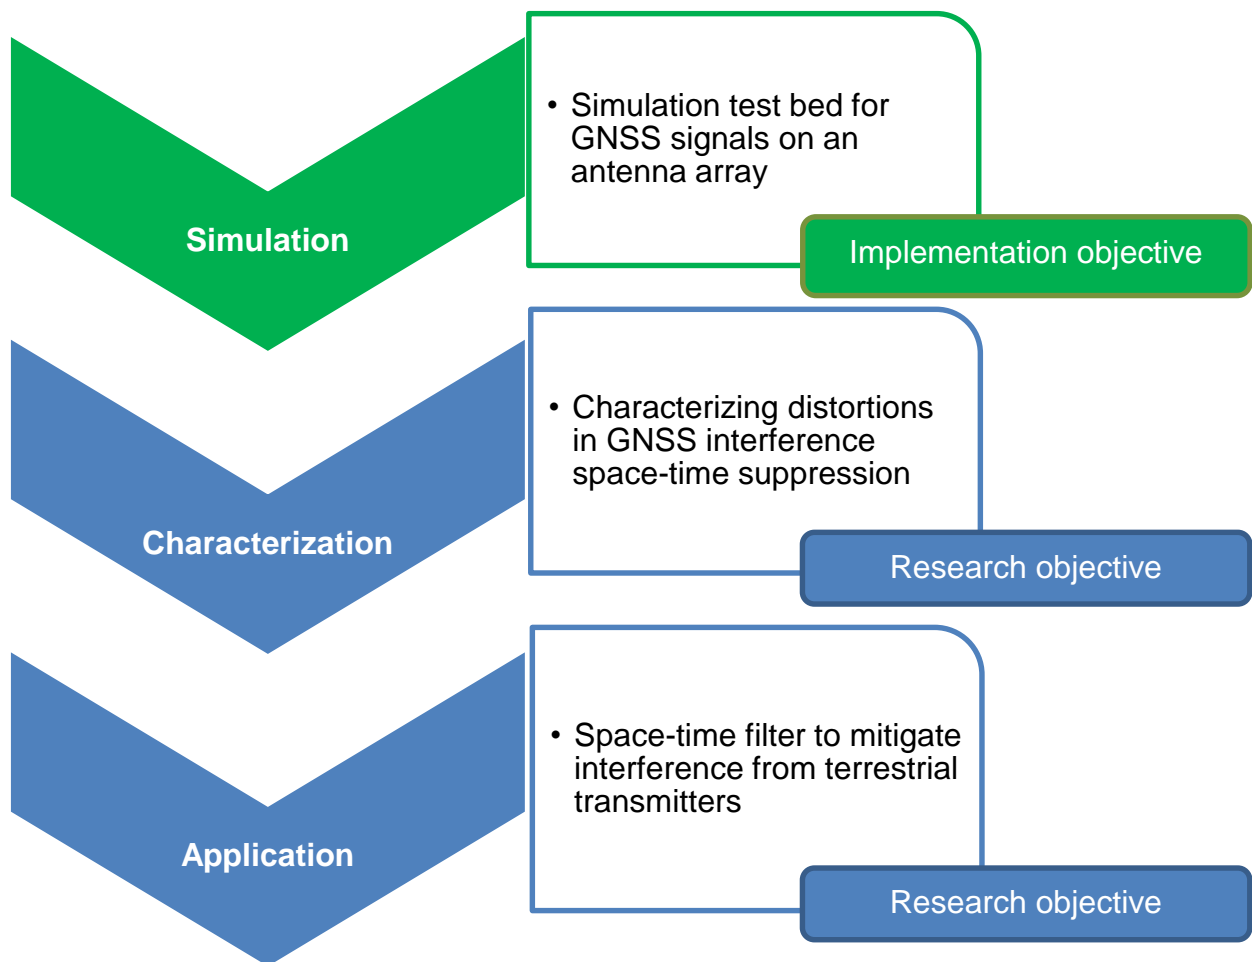 • Simulation test bed for
GNSS signals on an
antenna array
Simulation
Implementation objective
• Characterizing distortions
in GNSS interference
space-time suppression
Characterization
Research objective
• Space-time filter to mitigate
interference from terrestrial
transmitters
Application
Research objective